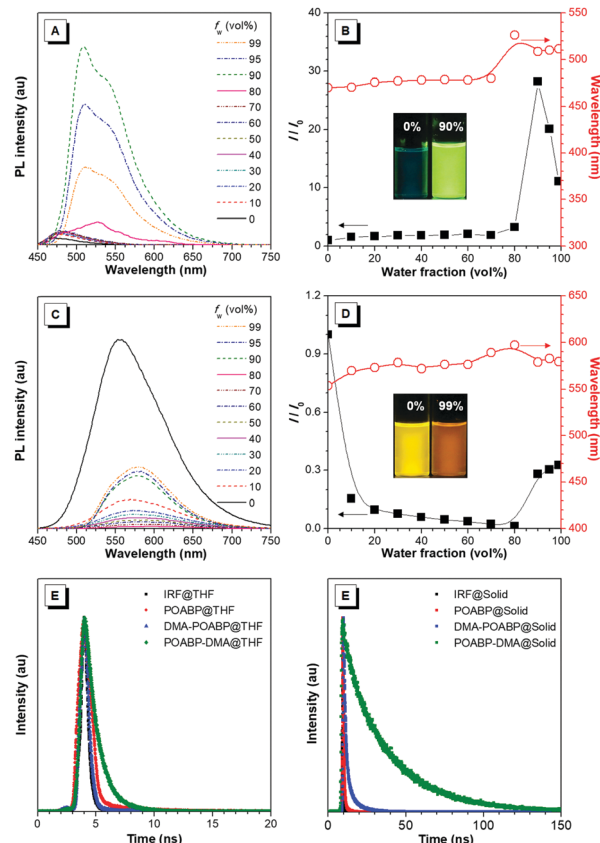 A
f_w (vol%)
99
95
90
80
70
60
50
40
30
20
10
0
PL intensity (au)
450 500 550 600 650 700 750
Wavelength (nm)
B
40
30
20
10
0
I / I_0
0% 90%
550
500
450
400
350
300
Wavelength (nm)
0 20 40 60 80 100
Water fraction (vol%)
C
f_w (vol%)
99
95
90
80
70
60
50
40
30
20
10
0
PL intensity (au)
450 500 550 600 650 700 750
Wavelength (nm)
D
1.2
0.9
0.6
0.3
0.0
I / I_0
0% 99%
650
600
550
500
450
400
Wavelength (nm)
0 20 40 60 80 100
Water fraction (vol%)
E
IRF@THF
POABP@THF
DMA-POABP@THF
POABP-DMA@THF
Intensity (au)
0 5 10 15 20
Time (ns)
E
IRF@Solid
POABP@Solid
DMA-POABP@Solid
POABP-DMA@Solid
Intensity (au)
0 50 100 150
Time (ns)